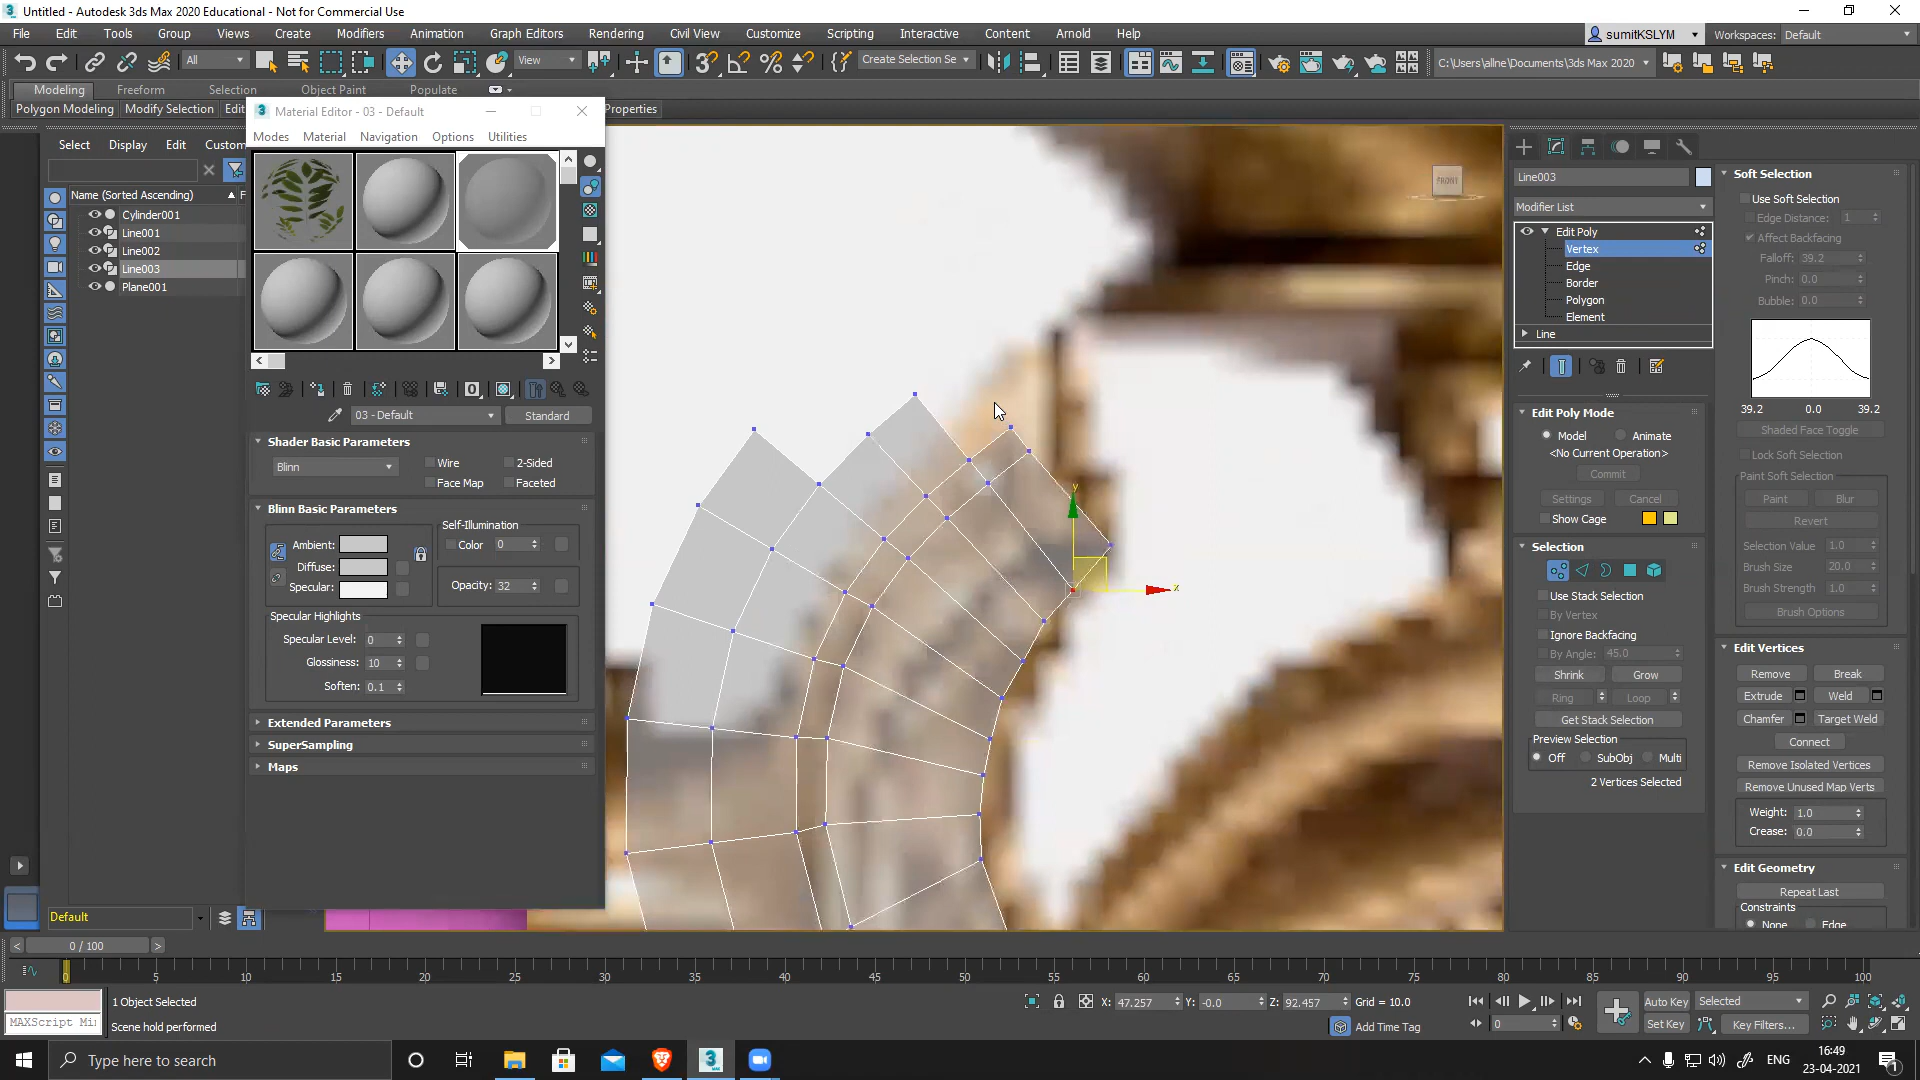 Untitled - Autodesk 3ds Max 2020 Educational - Not for Commercial Use
File Edit Tools Group Views Create Modifiers Animation Graph Editors Rendering Civil View Customize Scripting Interactive Content Arnold Help
sumitKSLYM
Workspaces: Default
All
View
Create Selection Se
C:\Users\allne\Documents\3ds Max 2020
Modeling Freeform Selection Object Paint Populate
Polygon Modeling Modify Selection Edit
Properties
Material Editor - 03 - Default
Modes Material Navigation Options Utilities
03 - Default
Standard
Shader Basic Parameters
Blinn
Wire
2-Sided
Face Map
Faceted
Blinn Basic Parameters
Self-Illumination
Ambient:
Color 0
Diffuse:
Specular:
Opacity: 32
Specular Highlights
Specular Level: 0
Glossiness: 10
Soften: 0.1
Extended Parameters
SuperSampling
Maps
Select Display Edit Custom
Name (Sorted Ascending)
F
Cylinder001
Line001
Line002
Line003
Plane001
Default
FRONT
y
x
Line003
Modifier List
Edit Poly
Vertex
Edge
Border
Polygon
Element
Line
Edit Poly Mode
Model
Animate
<No Current Operation>
Commit
Settings
Cancel
Show Cage
Selection
Use Stack Selection
By Vertex
Ignore Backfacing
By Angle: 45.0
Shrink
Grow
Ring
Loop
Get Stack Selection
Preview Selection
Off
SubObj
Multi
2 Vertices Selected
Soft Selection
Use Soft Selection
Edge Distance: 1
Affect Backfacing
Falloff: 39.2
Pinch: 0.0
Bubble: 0.0
39.2 0.0 39.2
Shaded Face Toggle
Lock Soft Selection
Paint Soft Selection
Paint
Blur
Revert
Selection Value 1.0
Brush Size 20.0
Brush Strength 1.0
Brush Options
Edit Vertices
Remove
Break
Extrude
Weld
Chamfer
Target Weld
Connect
Remove Isolated Vertices
Remove Unused Map Verts
Weight: 1.0
Crease: 0.0
Edit Geometry
Repeat Last
Constraints
None
Edge
0 / 100
0 5 10 15 20 25 30 35 40 45 50 55 60 65 70 75 80 85 90 95 100
1 Object Selected
MAXScript Mi
Scene hold performed
X: 47.257
Y: -0.0
Z: 92.457
Grid = 10.0
Add Time Tag
0
Auto Key
Selected
Set Key
Key Filters...
Type here to search
ENG
16:49
23-04-2021
1